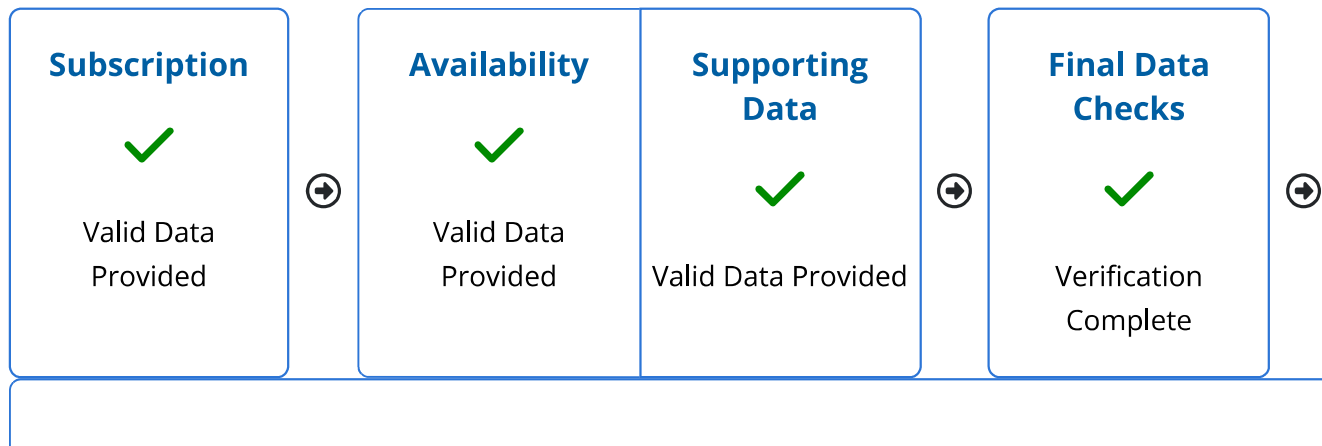 Subscription
Valid Data
Provided
Availability
Valid Data
Provided
Supporting
Data
Valid Data Provided
Final Data
Checks
Verification
Complete